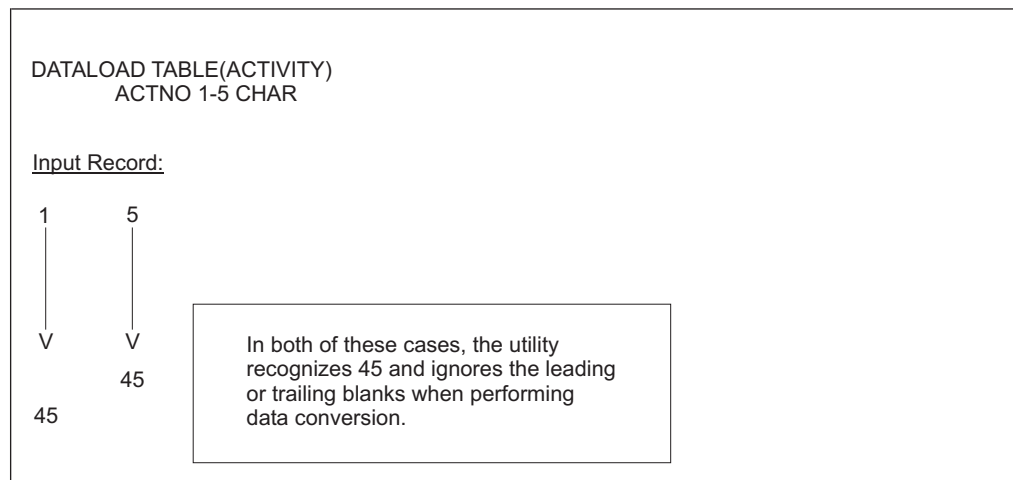 DATALOAD TABLE(ACTIVITY)
ACTNO 1-5 CHAR
Input Record:
1 5
V V
45
45
In both of these cases, the utility
recognizes 45 and ignores the leading
or trailing blanks when performing
data conversion.